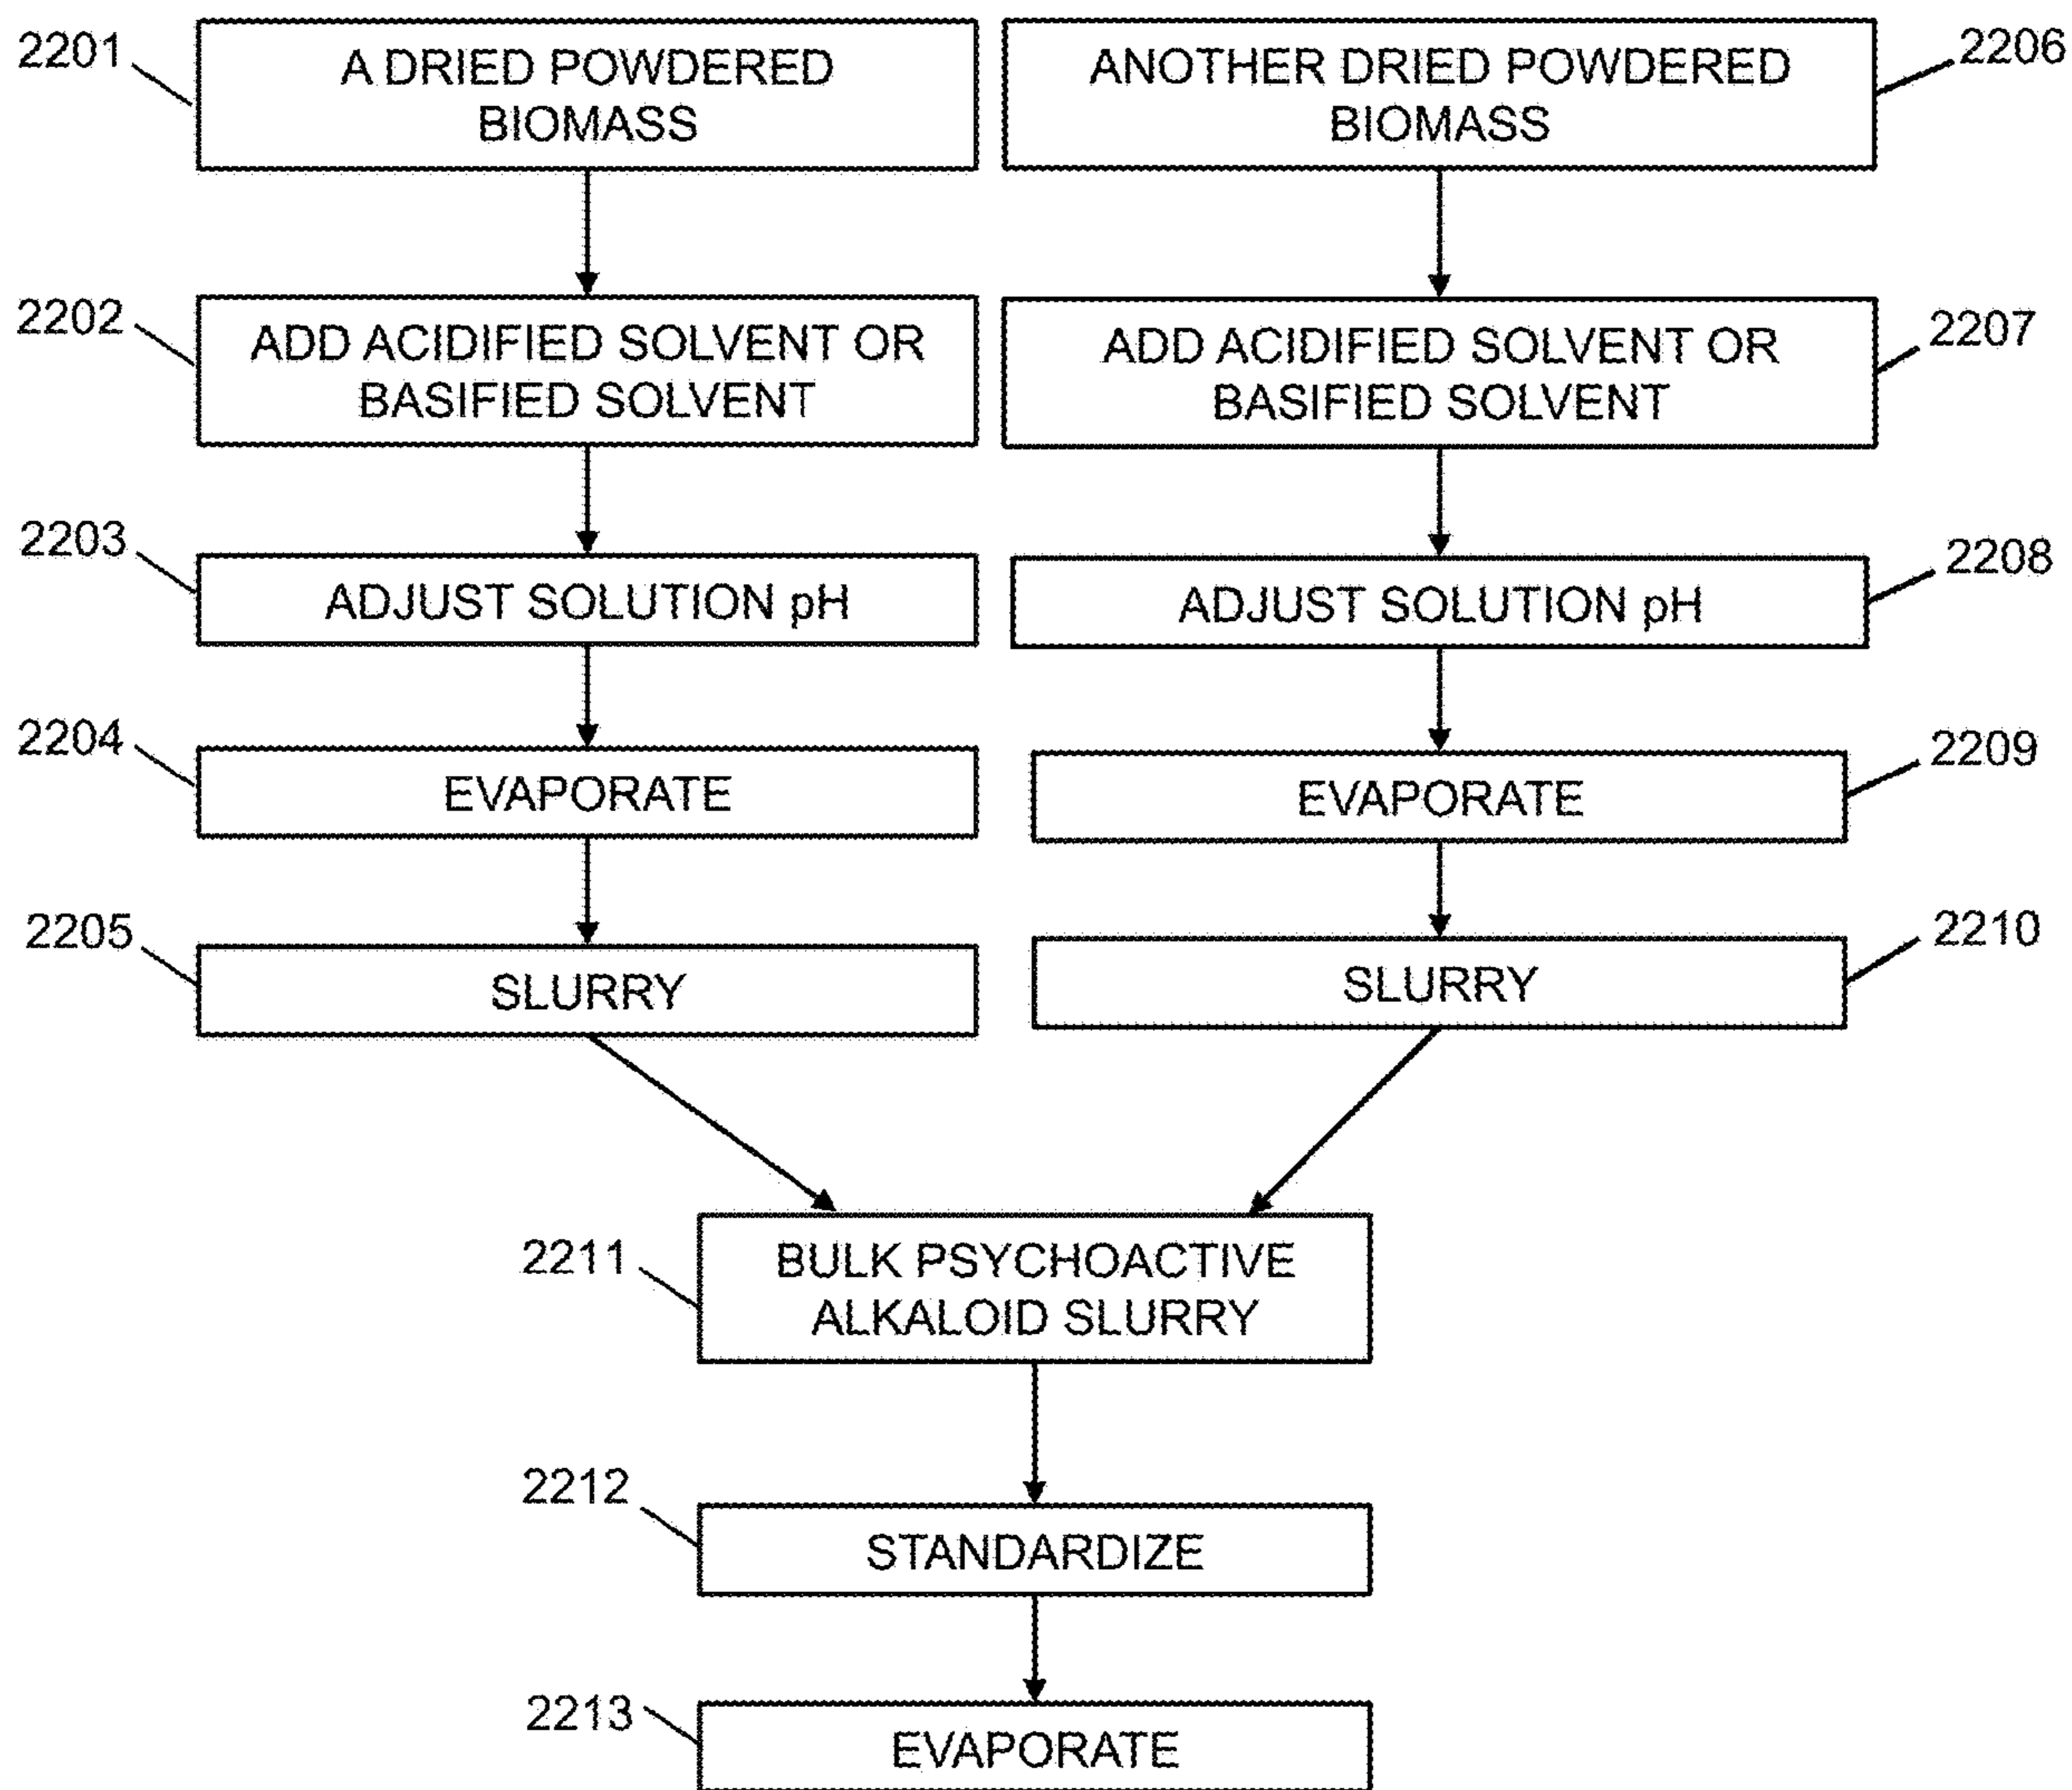 2201
A DRIED POWDERED
BIOMASS
ANOTHER DRIED POWDERED
BIOMASS
2206
2202
ADD ACIDIFIED SOLVENT OR
BASIFIED SOLVENT
ADD ACIDIFIED SOLVENT OR
BASIFIED SOLVENT
2207
2203
ADJUST SOLUTION pH
ADJUST SOLUTION pH
2208
2204
EVAPORATE
EVAPORATE
2209
2205
SLURRY
SLURRY
2210
2211
BULK PSYCHOACTIVE
ALKALOID SLURRY
2212
STANDARDIZE
2213
EVAPORATE